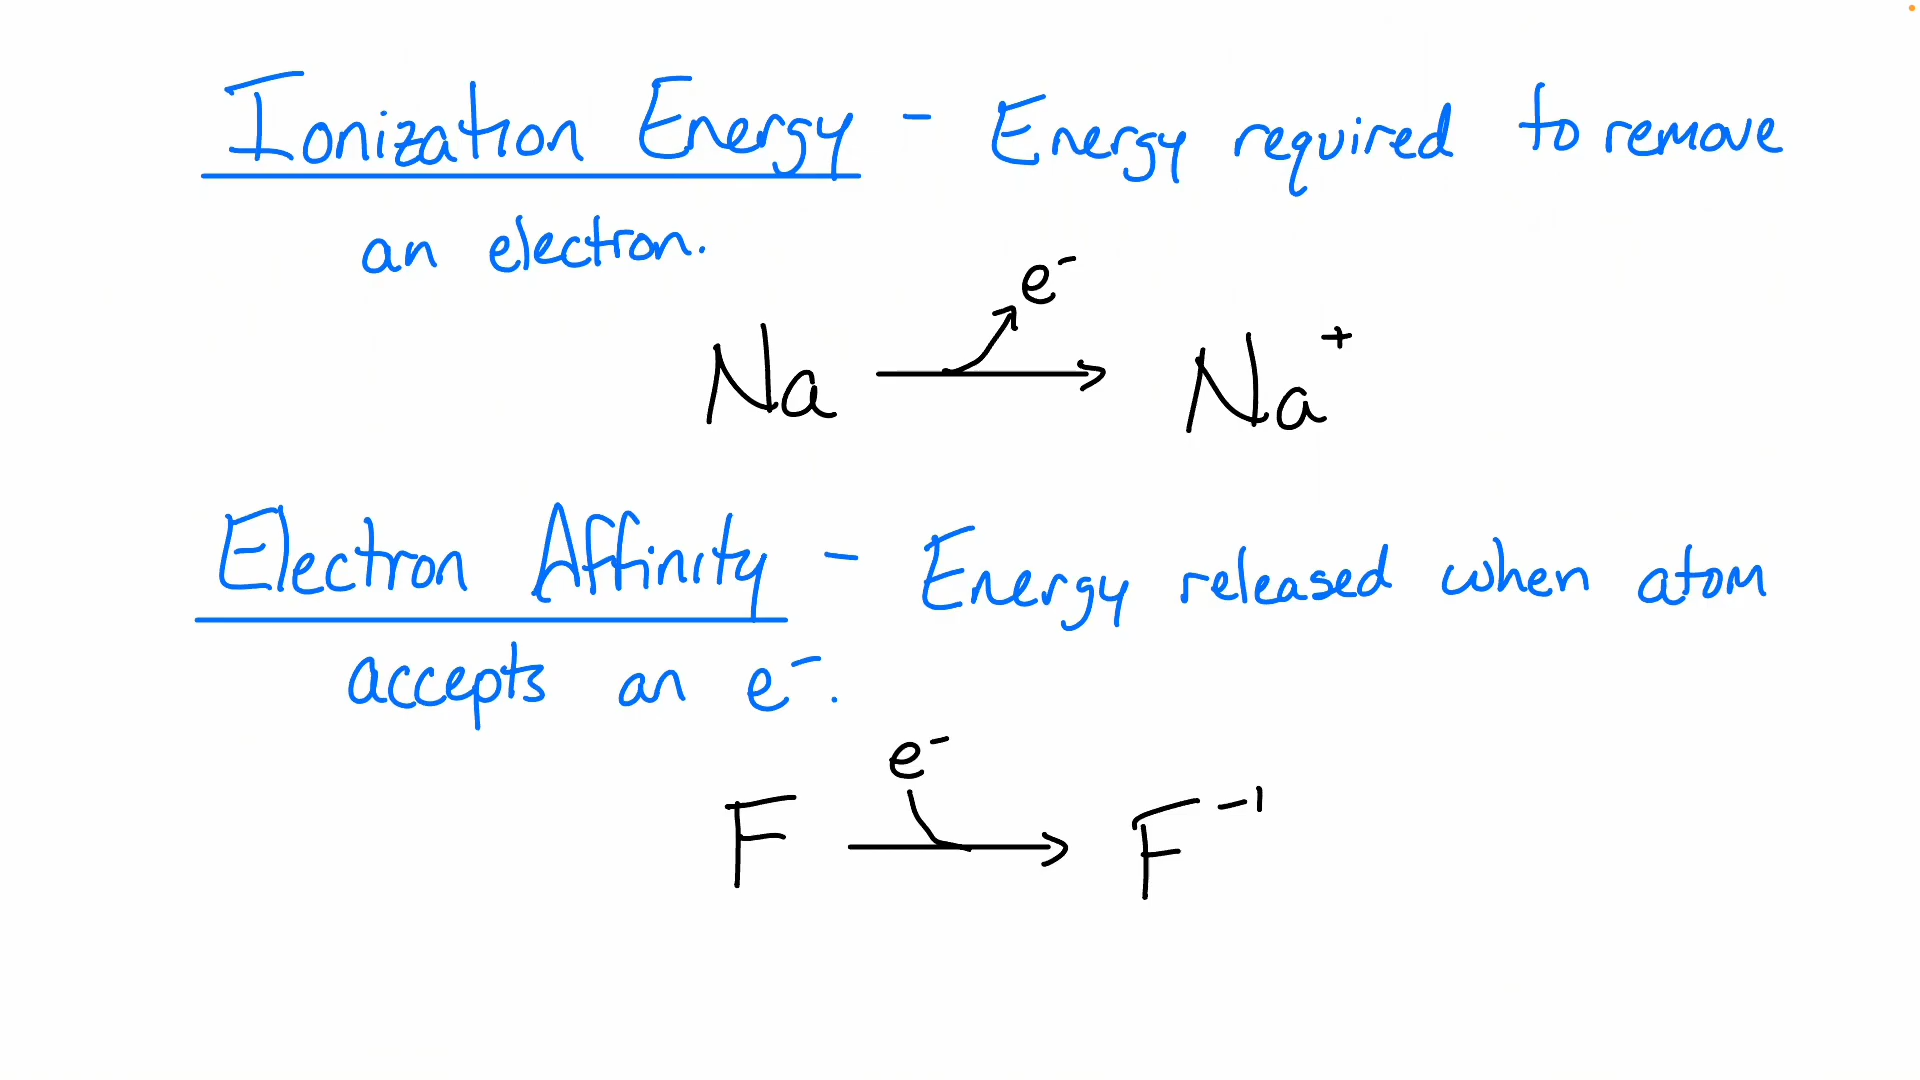 Ionization Energy - Energy required to remove
an electron.
e⁻
Na → Na⁺
Electron Affinity - Energy released when atom
accepts an e⁻.
e⁻
F → F⁻¹